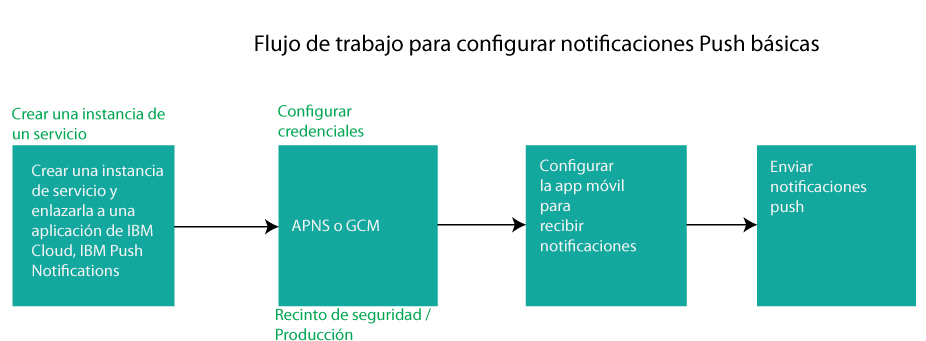 Flujo de trabajo para configurar notificaciones Push básicas
Crear una instancia de
un servicio
Crear una instancia
de servicio y
enlazarla a una
aplicación de IBM
Cloud, IBM Push
Notifications
Configurar
credenciales
APNS o GCM
Recinto de seguridad /
Producción
Configurar
la app móvil
para
recibir
notificaciones
Enviar
notificaciones
push